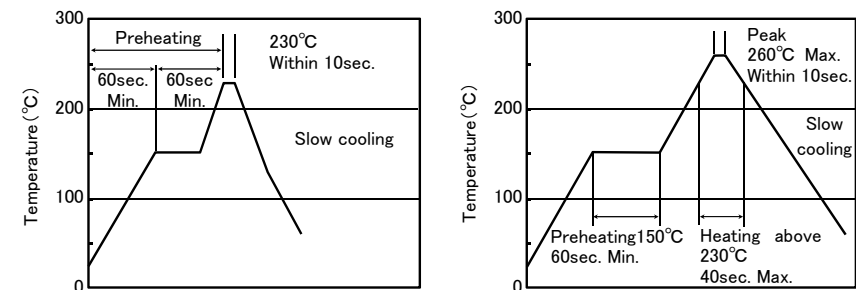 300
200
100
0
Temperature(℃)
Preheating
60sec.
Min.
60sec
Min.
230℃
Within 10sec.
Slow cooling
300
200
100
0
Temperature(℃)
Peak
260℃ Max.
Within 10sec.
Slow
cooling
Preheating150℃
60sec. Min.
Heating above
230℃
40sec. Max.